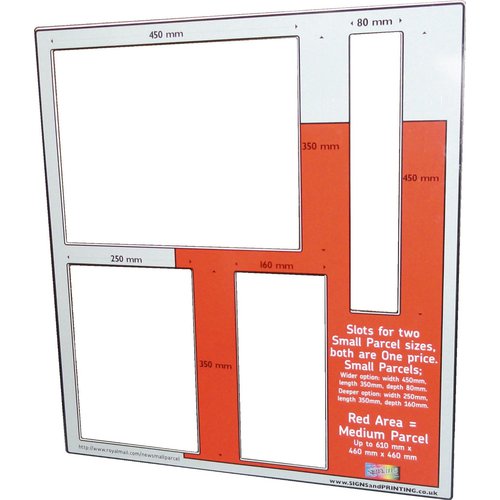 450 mm
80 mm
350 mm
450 mm
250 mm
160 mm
350 mm
Slots for two
Small Parcel sizes,
both are One price.
Small Parcels;
Wider option: width 450mm,
length 350mm, depth 80mm.
Deeper option: width 250mm,
length 350mm, depth 160mm.
Red Area =
Medium Parcel
Up to 610 mm x
460 mm x 460 mm
http://www.royalmail.com/newsmallparcel
www.SIGNSandPRINTING.co.uk